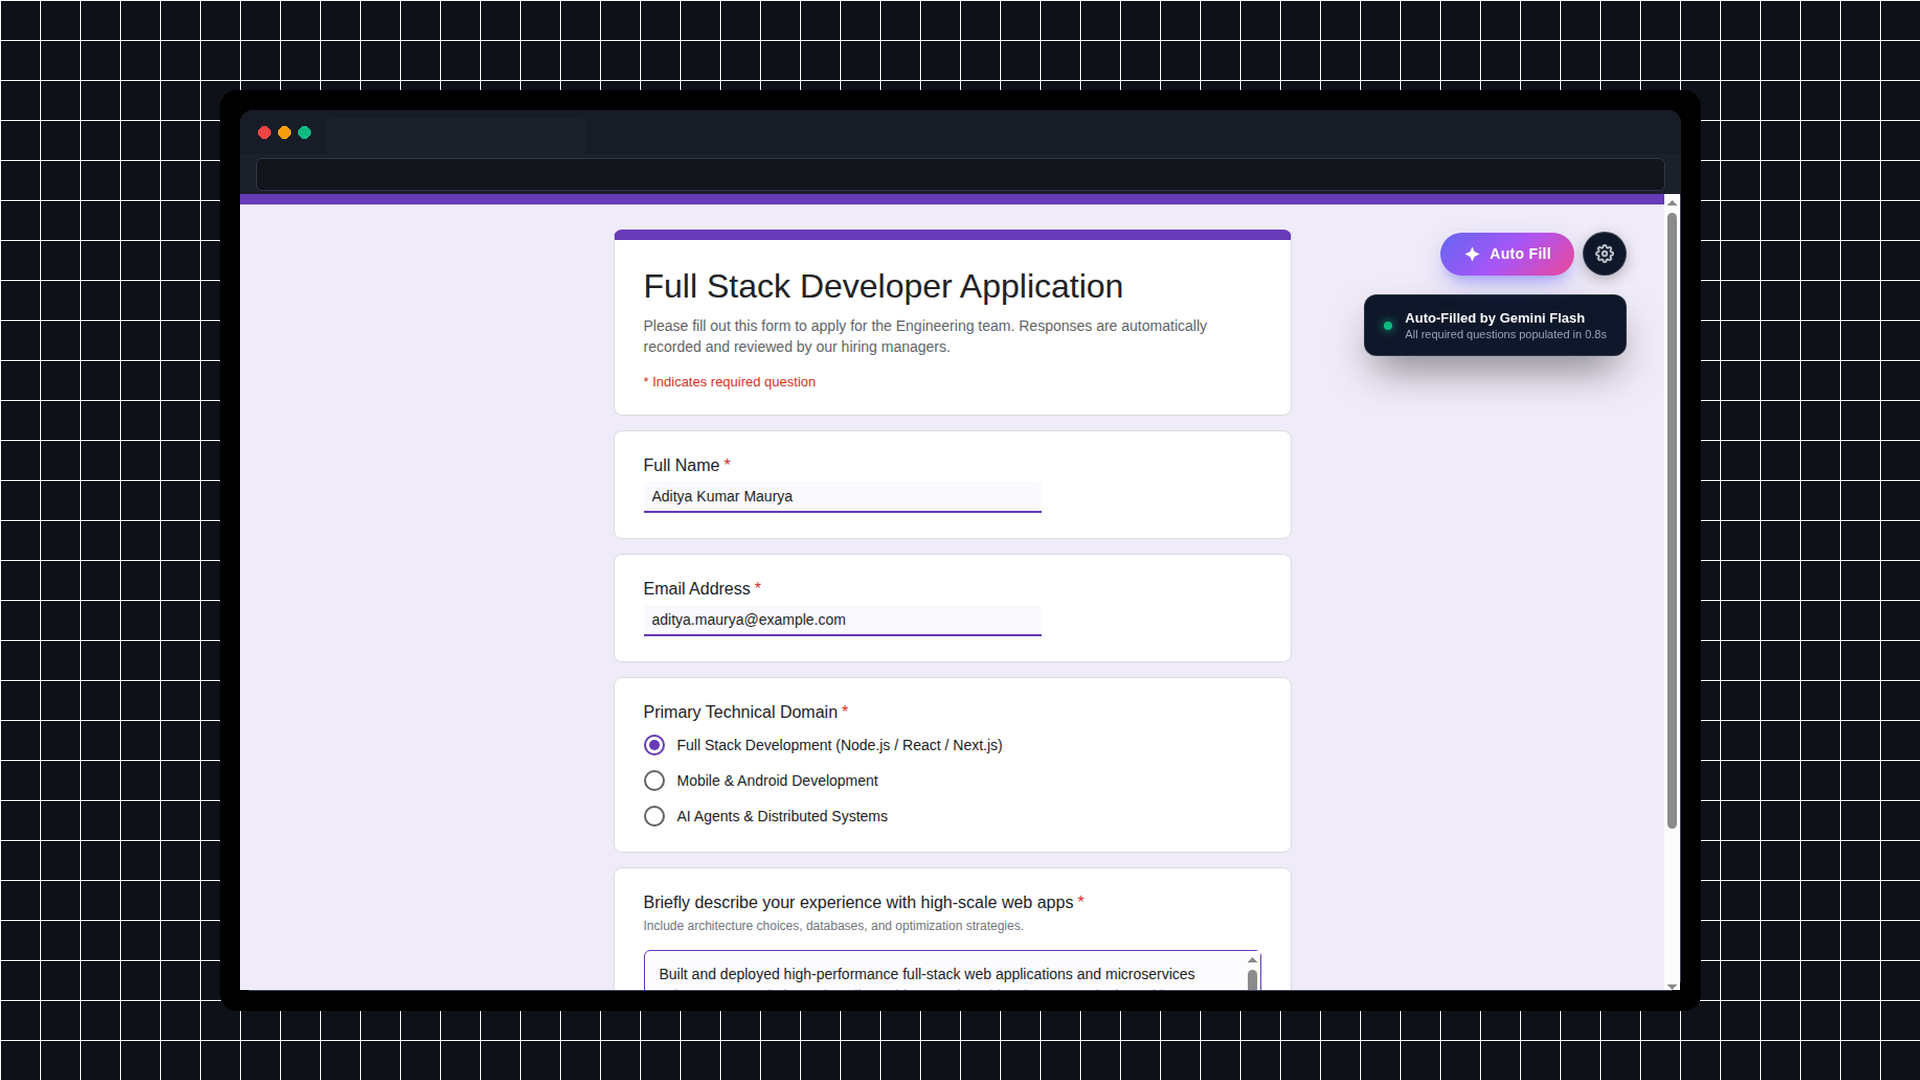 Auto Fill
Full Stack Developer Application
Please fill out this form to apply for the Engineering team. Responses are automatically
recorded and reviewed by our hiring managers.
* Indicates required question
Auto-Filled by Gemini Flash
All required questions populated in 0.8s
Full Name *
Aditya Kumar Maurya
Email Address *
aditya.maurya@example.com
Primary Technical Domain *
Full Stack Development (Node.js / React / Next.js)
Mobile & Android Development
AI Agents & Distributed Systems
Briefly describe your experience with high-scale web apps *
Include architecture choices, databases, and optimization strategies.
Built and deployed high-performance full-stack web applications and microservices